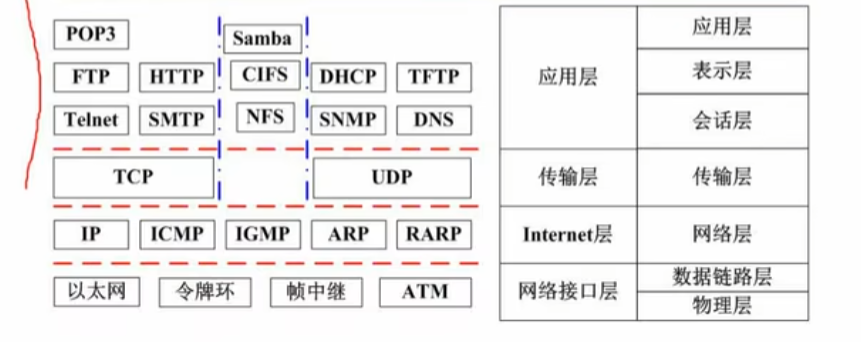 POP3 Samba 应用层
FTP HTTP CIFS DHCP TFTP 应用层 表示层
Telnet SMTP NFS SNMP DNS 会话层
TCP UDP 传输层 传输层
IP ICMP IGMP ARP RARP Internet层 网络层
以太网 令牌环 帧中继 ATM 网络接口层 数据链路层
物理层